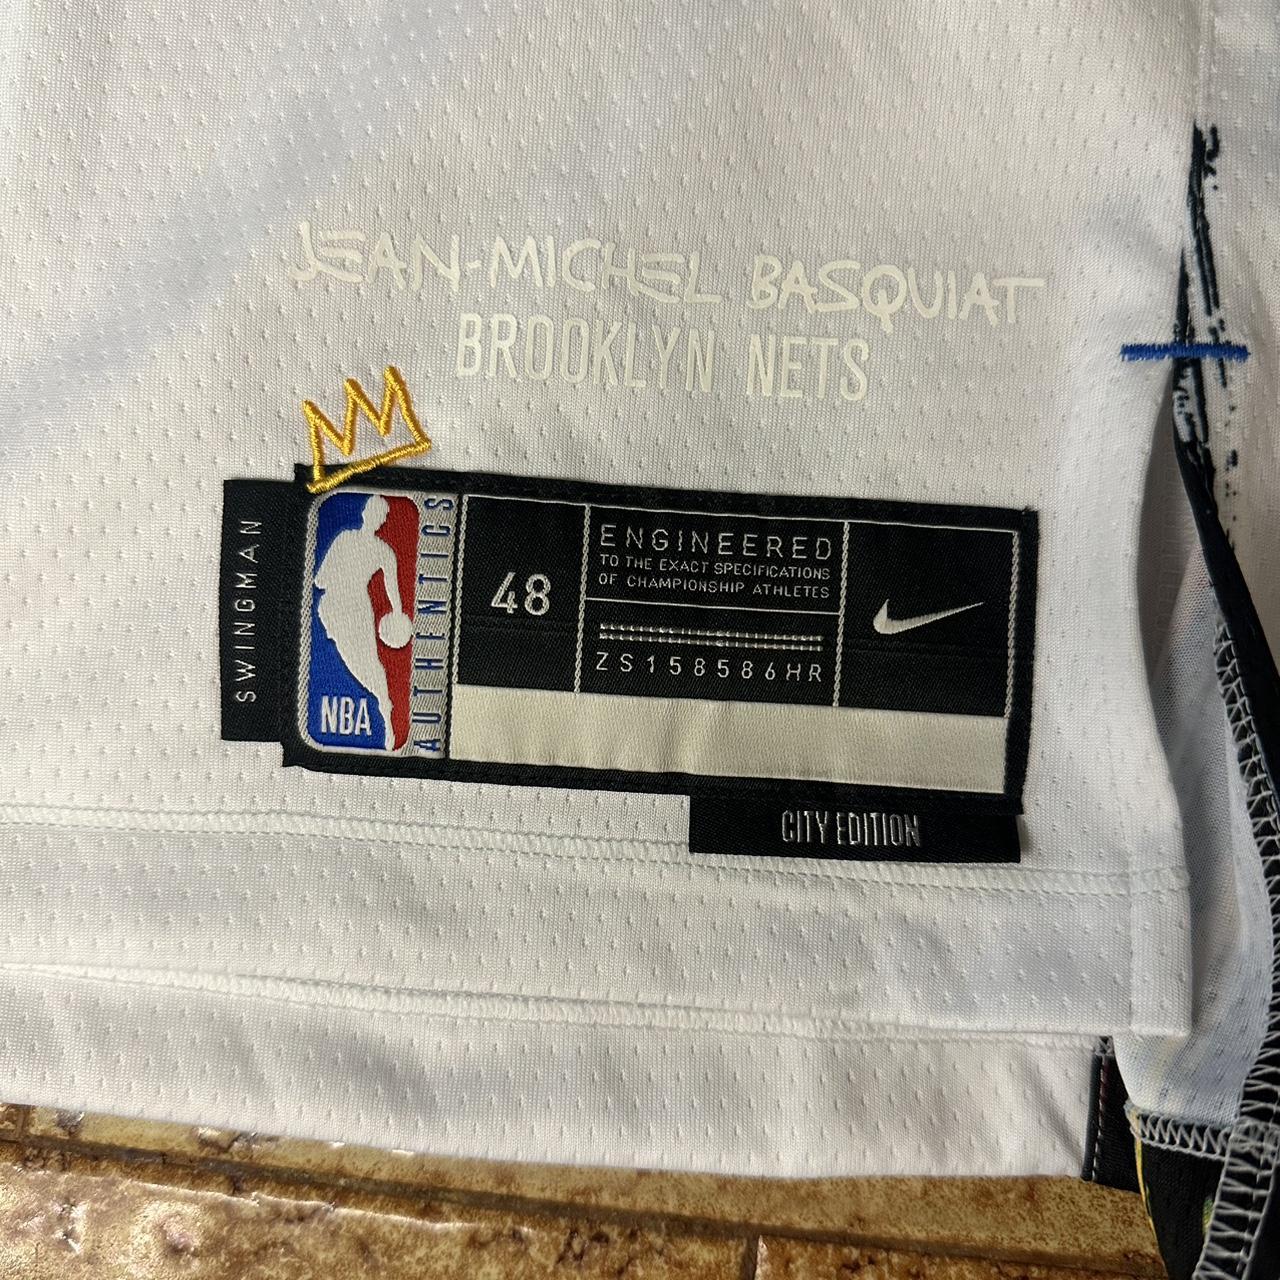 JEAN-MICHEL BASQUIAT
BROOKLYN NETS
SWINGMAN
NBA
AUTHENTICS
48
ENGINEERED
TO THE EXACT SPECIFICATIONS
OF CHAMPIONSHIP ATHLETES
ZS158586HR
CITY EDITION